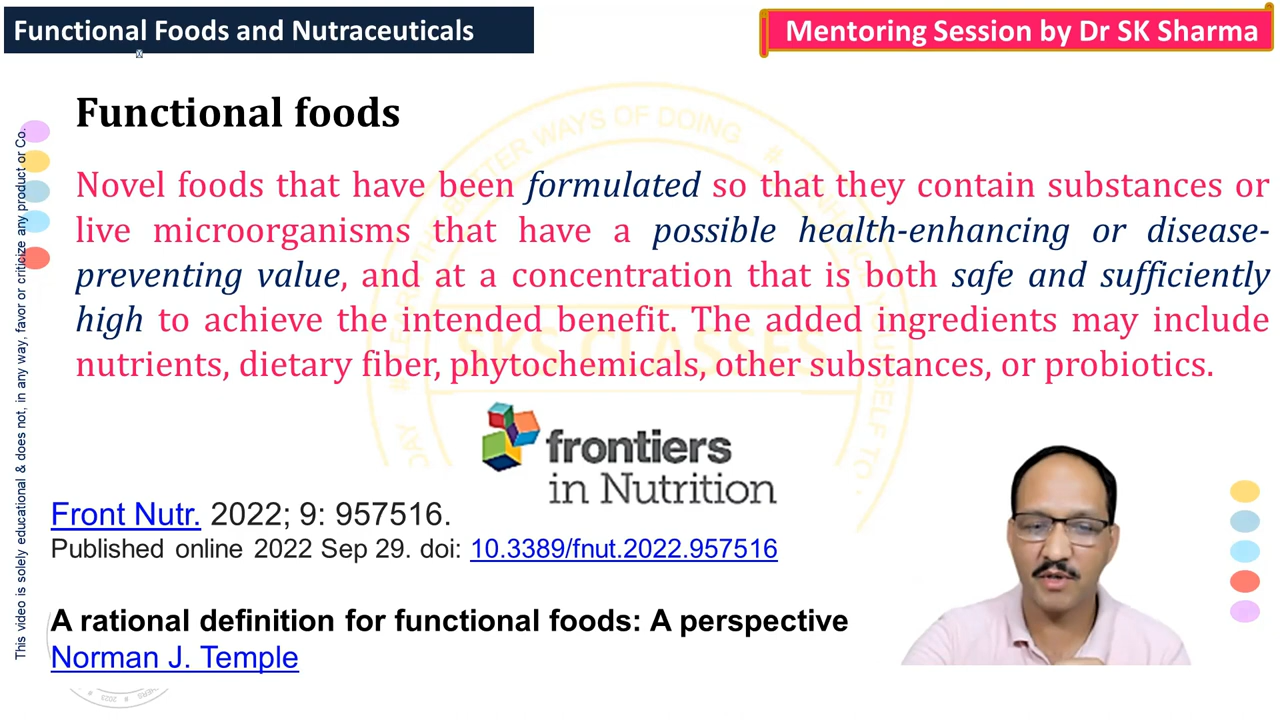 Functional Foods and Nutraceuticals
Mentoring Session by Dr SK Sharma
Functional foods
Novel foods that have been formulated so that they contain substances or
live microorganisms that have a possible health-enhancing or disease-
preventing value, and at a concentration that is both safe and sufficiently
high to achieve the intended benefit. The added ingredients may include
nutrients, dietary fiber, phytochemicals, other substances, or probiotics.
frontiers
in Nutrition
Front Nutr. 2022; 9: 957516.
Published online 2022 Sep 29. doi: 10.3389/fnut.2022.957516
A rational definition for functional foods: A perspective
Norman J. Temple
This video is solely educational & does not, in any way, favor or criticize any product or Co.
SKS CLASSES